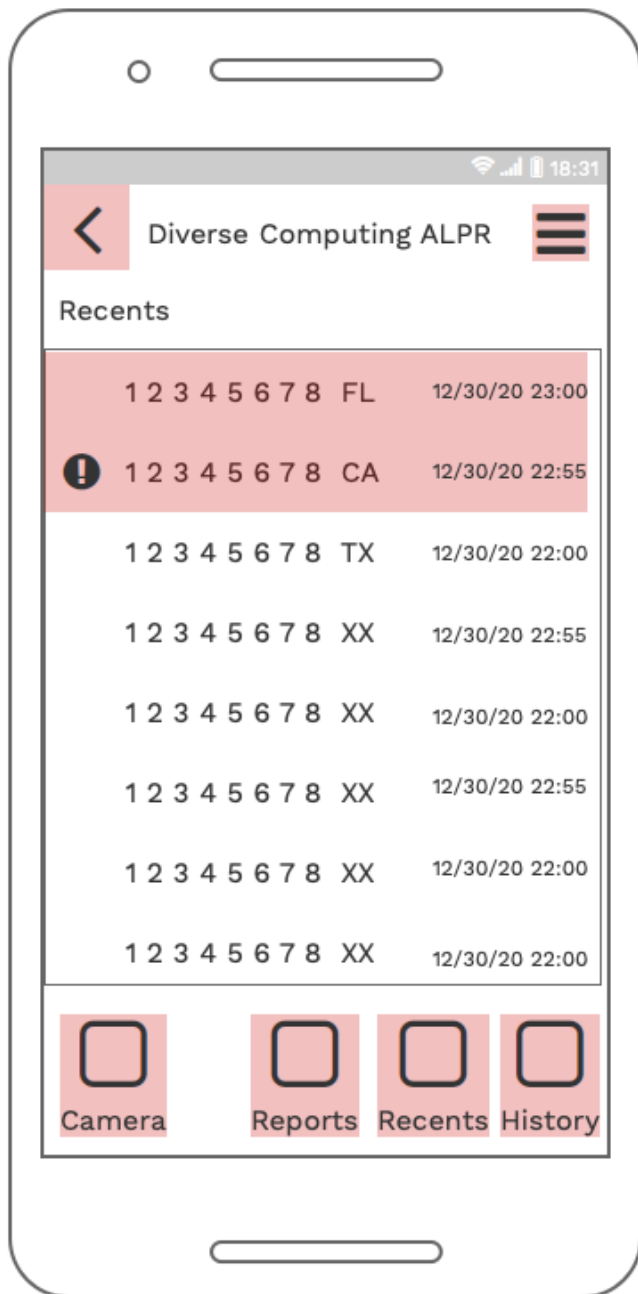 18:31
Diverse Computing ALPR
Recents
1 2 3 4 5 6 7 8 FL 12/30/20 23:00
1 2 3 4 5 6 7 8 CA 12/30/20 22:55
1 2 3 4 5 6 7 8 TX 12/30/20 22:00
1 2 3 4 5 6 7 8 XX 12/30/20 22:55
1 2 3 4 5 6 7 8 XX 12/30/20 22:00
1 2 3 4 5 6 7 8 XX 12/30/20 22:55
1 2 3 4 5 6 7 8 XX 12/30/20 22:00
1 2 3 4 5 6 7 8 XX 12/30/20 22:00
Camera Reports Recents History